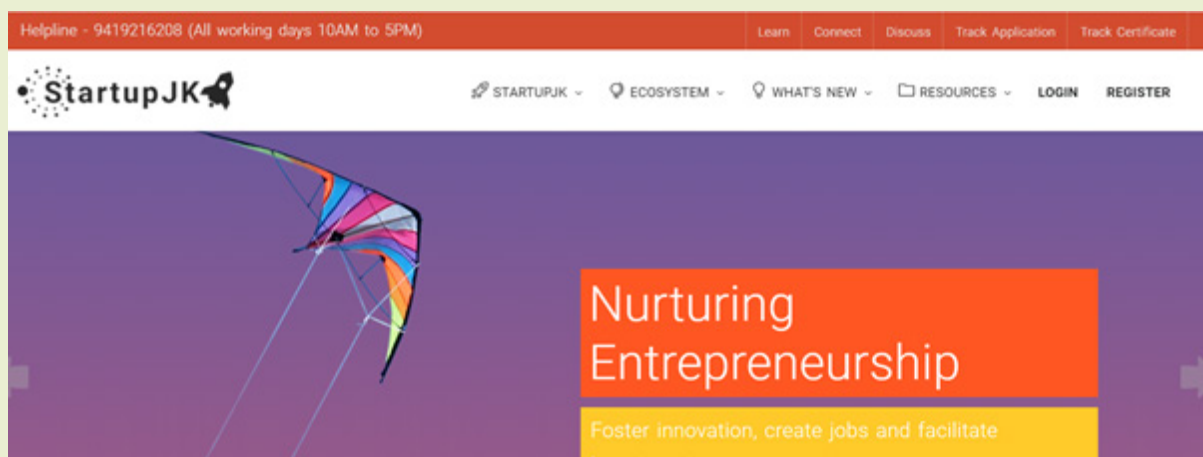 Helpline - 9419216208 (All working days 10AM to 5PM)
Learn Connect Discuss Track Application Track Certificate
StartupJK
STARTUPJK ECOSYSTEM WHAT'S NEW RESOURCES LOGIN REGISTER
Nurturing
Entrepreneurship
Foster innovation, create jobs and facilitate